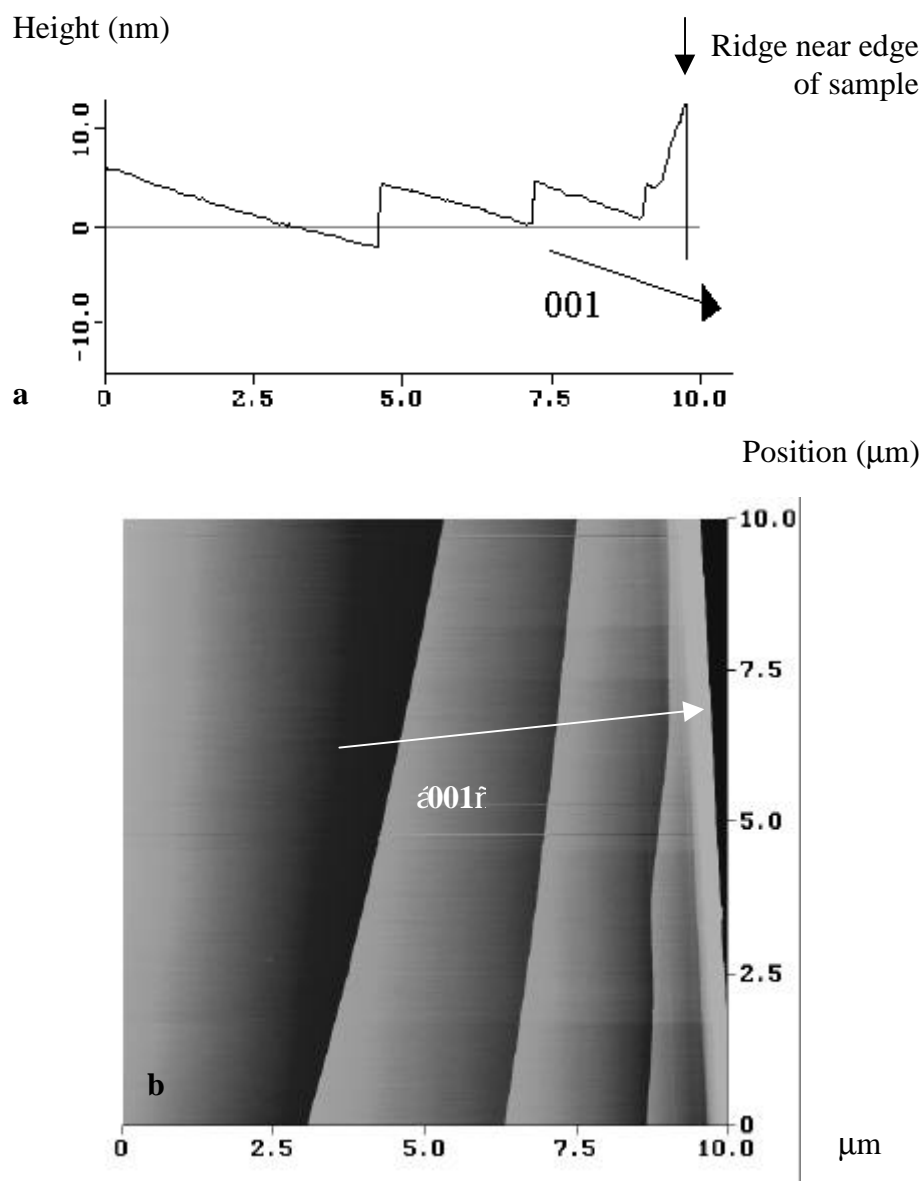 Height (nm)
Ridge near edge
of sample
10.0
0
-10.0
001
a
0 2.5 5.0 7.5 10.0
Position (μm)
10.0
7.5
á001ñ
5.0
2.5
b
0
0 2.5 5.0 7.5 10.0
μm